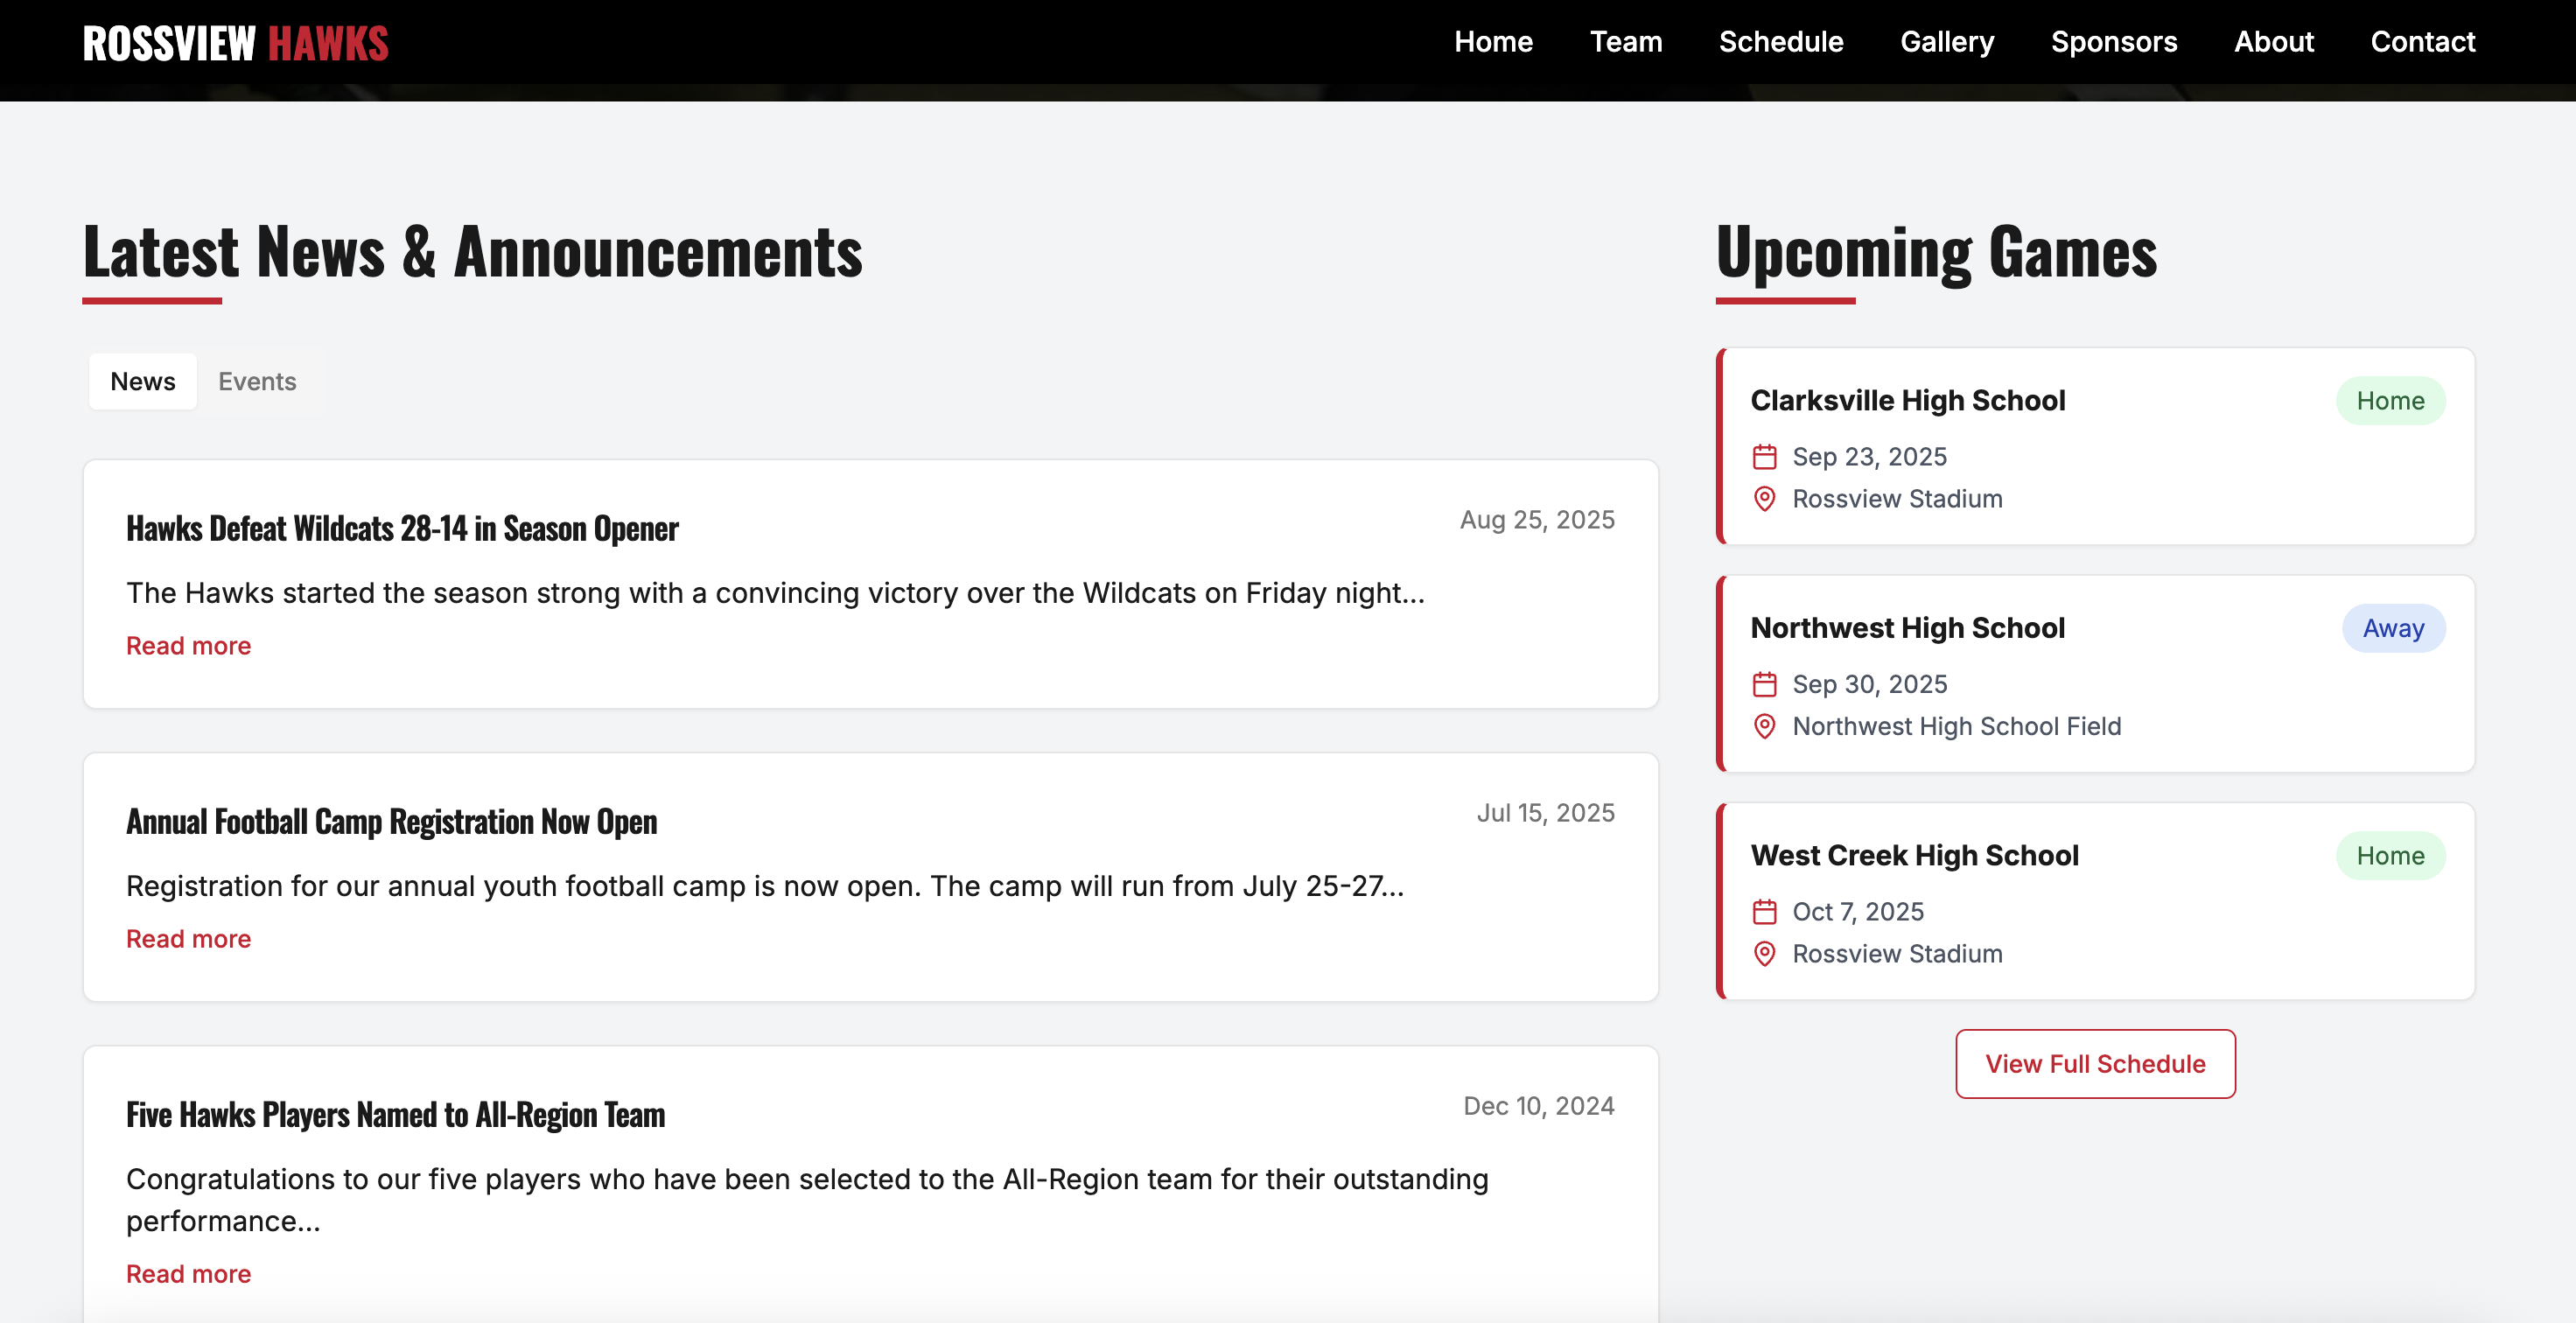 ROSSVIEW HAWKS
Home Team Schedule Gallery Sponsors About Contact
Latest News & Announcements
News Events
Hawks Defeat Wildcats 28-14 in Season Opener
Aug 25, 2025
The Hawks started the season strong with a convincing victory over the Wildcats on Friday night...
Read more
Annual Football Camp Registration Now Open
Jul 15, 2025
Registration for our annual youth football camp is now open. The camp will run from July 25-27...
Read more
Five Hawks Players Named to All-Region Team
Dec 10, 2024
Congratulations to our five players who have been selected to the All-Region team for their outstanding
performance...
Read more
Upcoming Games
Clarksville High School
Home
Sep 23, 2025
Rossview Stadium
Northwest High School
Away
Sep 30, 2025
Northwest High School Field
West Creek High School
Home
Oct 7, 2025
Rossview Stadium
View Full Schedule